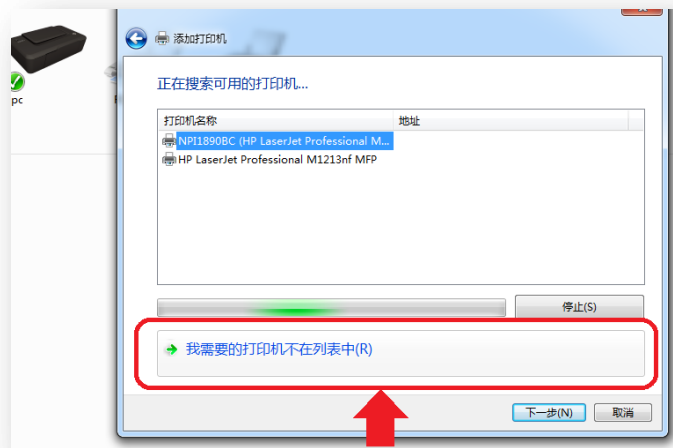 添加打印机
正在搜索可用的打印机...
pc
打印机名称 地址
NPI1890BC (HP LaserJet Professional M...
HP LaserJet Professional M1213nf MFP
停止(S)
我需要的打印机不在列表中(R)
下一步(N) 取消